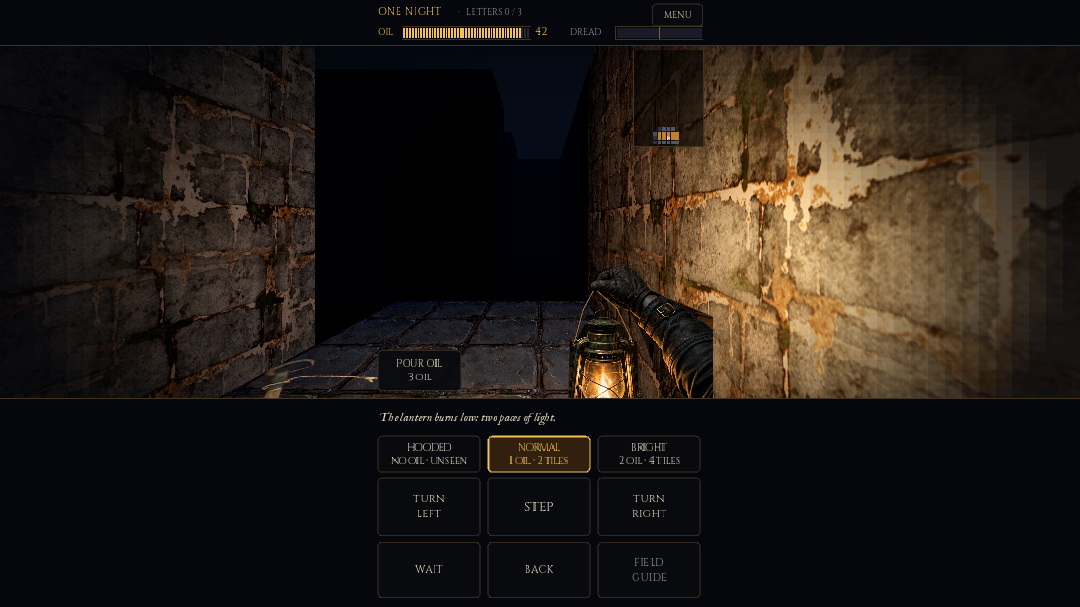 ONE NIGHT · LETTERS 0 / 3
MENU
OIL 42 DREAD
POUR OIL
3 OIL
The lantern burns low: two paces of light.
HOODED
NO OIL · UNSEEN
NORMAL
1 OIL · 2 TILES
BRIGHT
2 OIL · 4 TILES
TURN
LEFT
STEP
TURN
RIGHT
WAIT
BACK
FIELD
GUIDE